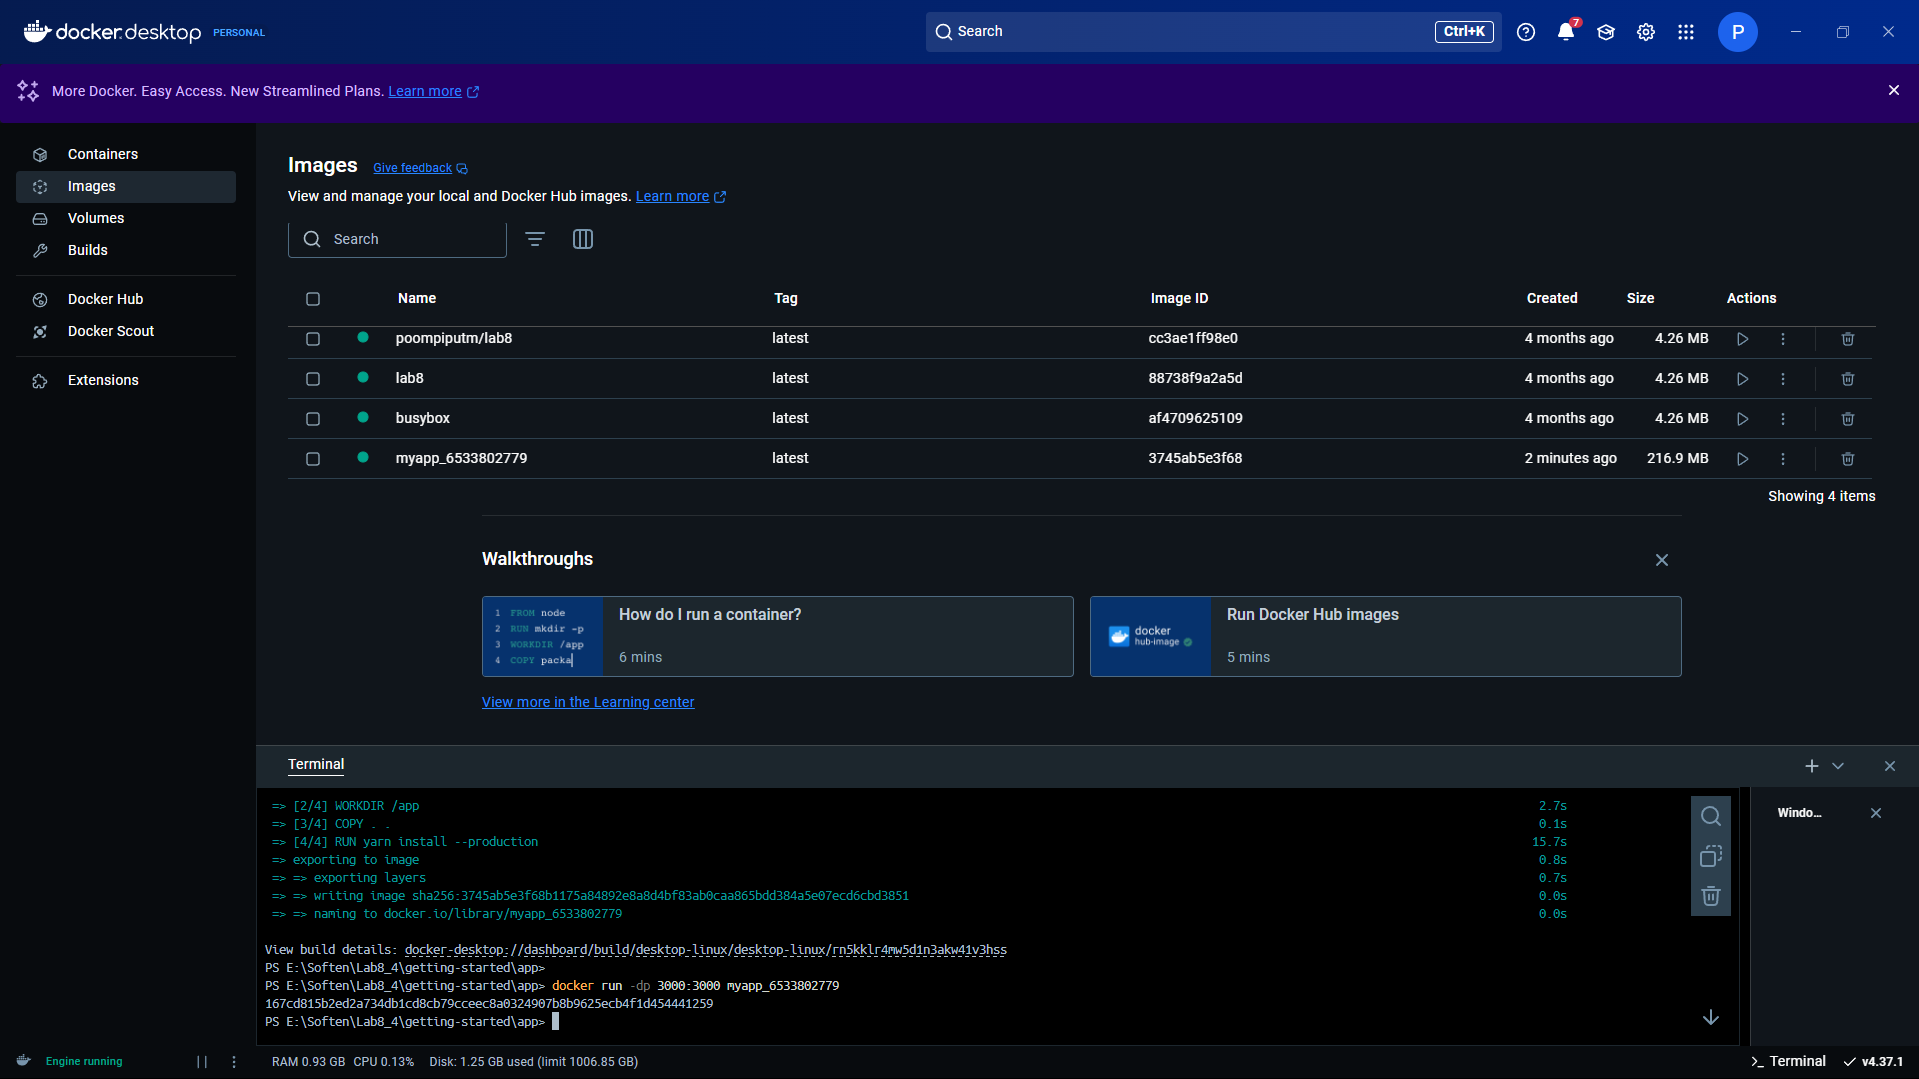 docker.desktop PERSONAL
Search Ctrl+K
7
P
More Docker. Easy Access. New Streamlined Plans. Learn more
Containers
Images
Volumes
Builds
Docker Hub
Docker Scout
Extensions
Images Give feedback
View and manage your local and Docker Hub images. Learn more
Search
Name Tag Image ID Created Size Actions
poompiputm/lab8 latest cc3ae1ff98e0 4 months ago 4.26 MB
lab8 latest 88738f9a2a5d 4 months ago 4.26 MB
busybox latest af4709625109 4 months ago 4.26 MB
myapp_6533802779 latest 3745ab5e3f68 2 minutes ago 216.9 MB
Showing 4 items
Walkthroughs
1 FROM node
2 RUN mkdir -p
3 WORKDIR /app
4 COPY packa
How do I run a container?
6 mins
docker
hub-image
Run Docker Hub images
5 mins
View more in the Learning center
Terminal
=> [2/4] WORKDIR /app 2.7s
=> [3/4] COPY . . 0.1s
=> [4/4] RUN yarn install --production 15.7s
=> exporting to image 0.8s
=> => exporting layers 0.7s
=> => writing image sha256:3745ab5e3f68b1175a84892e8a8d4bf83ab0caa865bdd384a5e07ecd6cbd3851 0.0s
=> => naming to docker.io/library/myapp_6533802779 0.0s
View build details: docker-desktop://dashboard/build/desktop-linux/desktop-linux/rn5kklr4mw5d1n3akw41v3hss
PS E:\Soften\Lab8_4\getting-started\app>
PS E:\Soften\Lab8_4\getting-started\app> docker run -dp 3000:3000 myapp_6533802779
167cd815b2ed2a734db1cd8cb79cceec8a0324907b8b9625ecb4f1d454441259
PS E:\Soften\Lab8_4\getting-started\app>
Windo...
Engine running
RAM 0.93 GB CPU 0.13% Disk: 1.25 GB used (limit 1006.85 GB)
Terminal v4.37.1